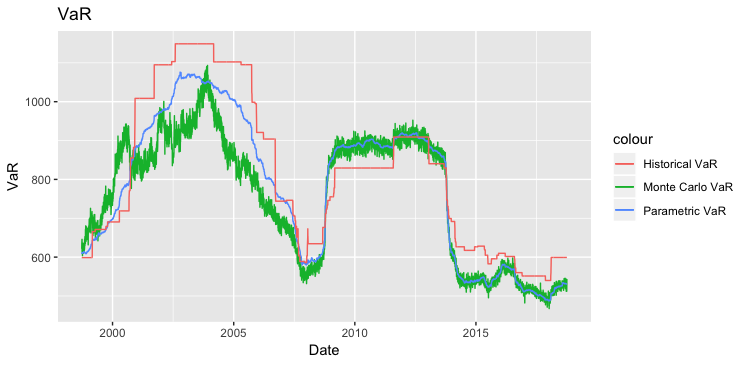 VaR
VaR
1000
800
600
2000
2005
2010
2015
Date
colour
Historical VaR
Monte Carlo VaR
Parametric VaR